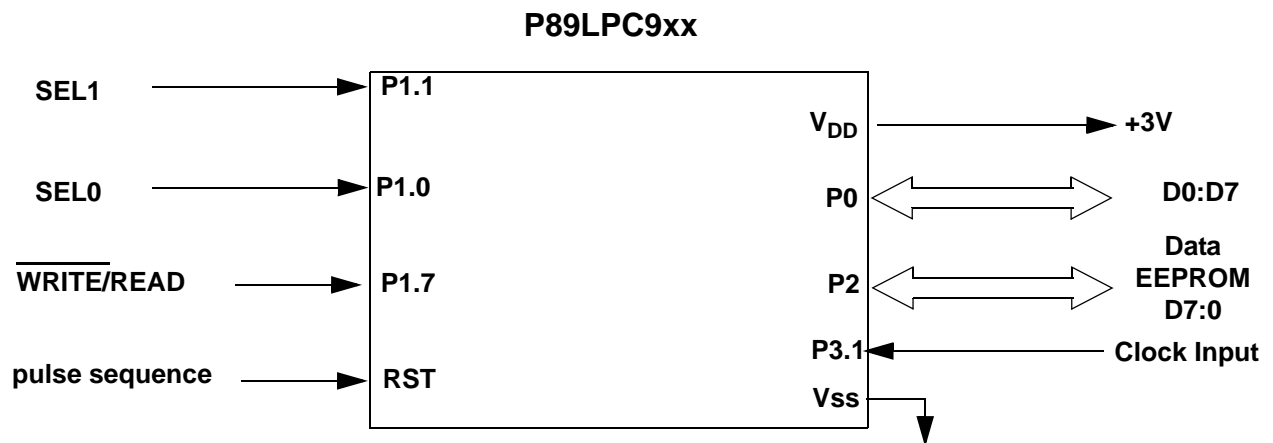 P89LPC9xx
SEL1
P1.1
VDD
+3V
SEL0
P1.0
P0
D0:D7
WRITE/READ
P1.7
P2
Data
EEPROM
D7:0
P3.1
Clock Input
pulse sequence
RST
Vss